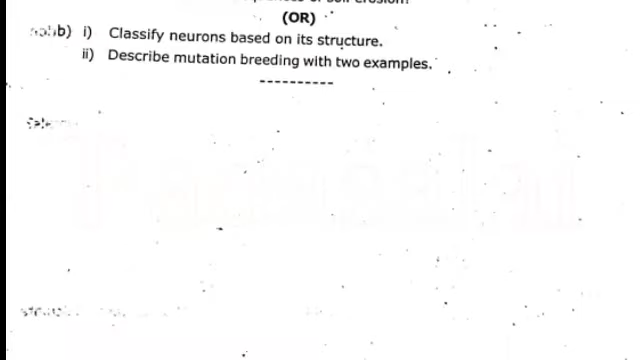 (OR)
b) i) Classify neurons based on its structure.
ii) Describe mutation breeding with two examples.
----------